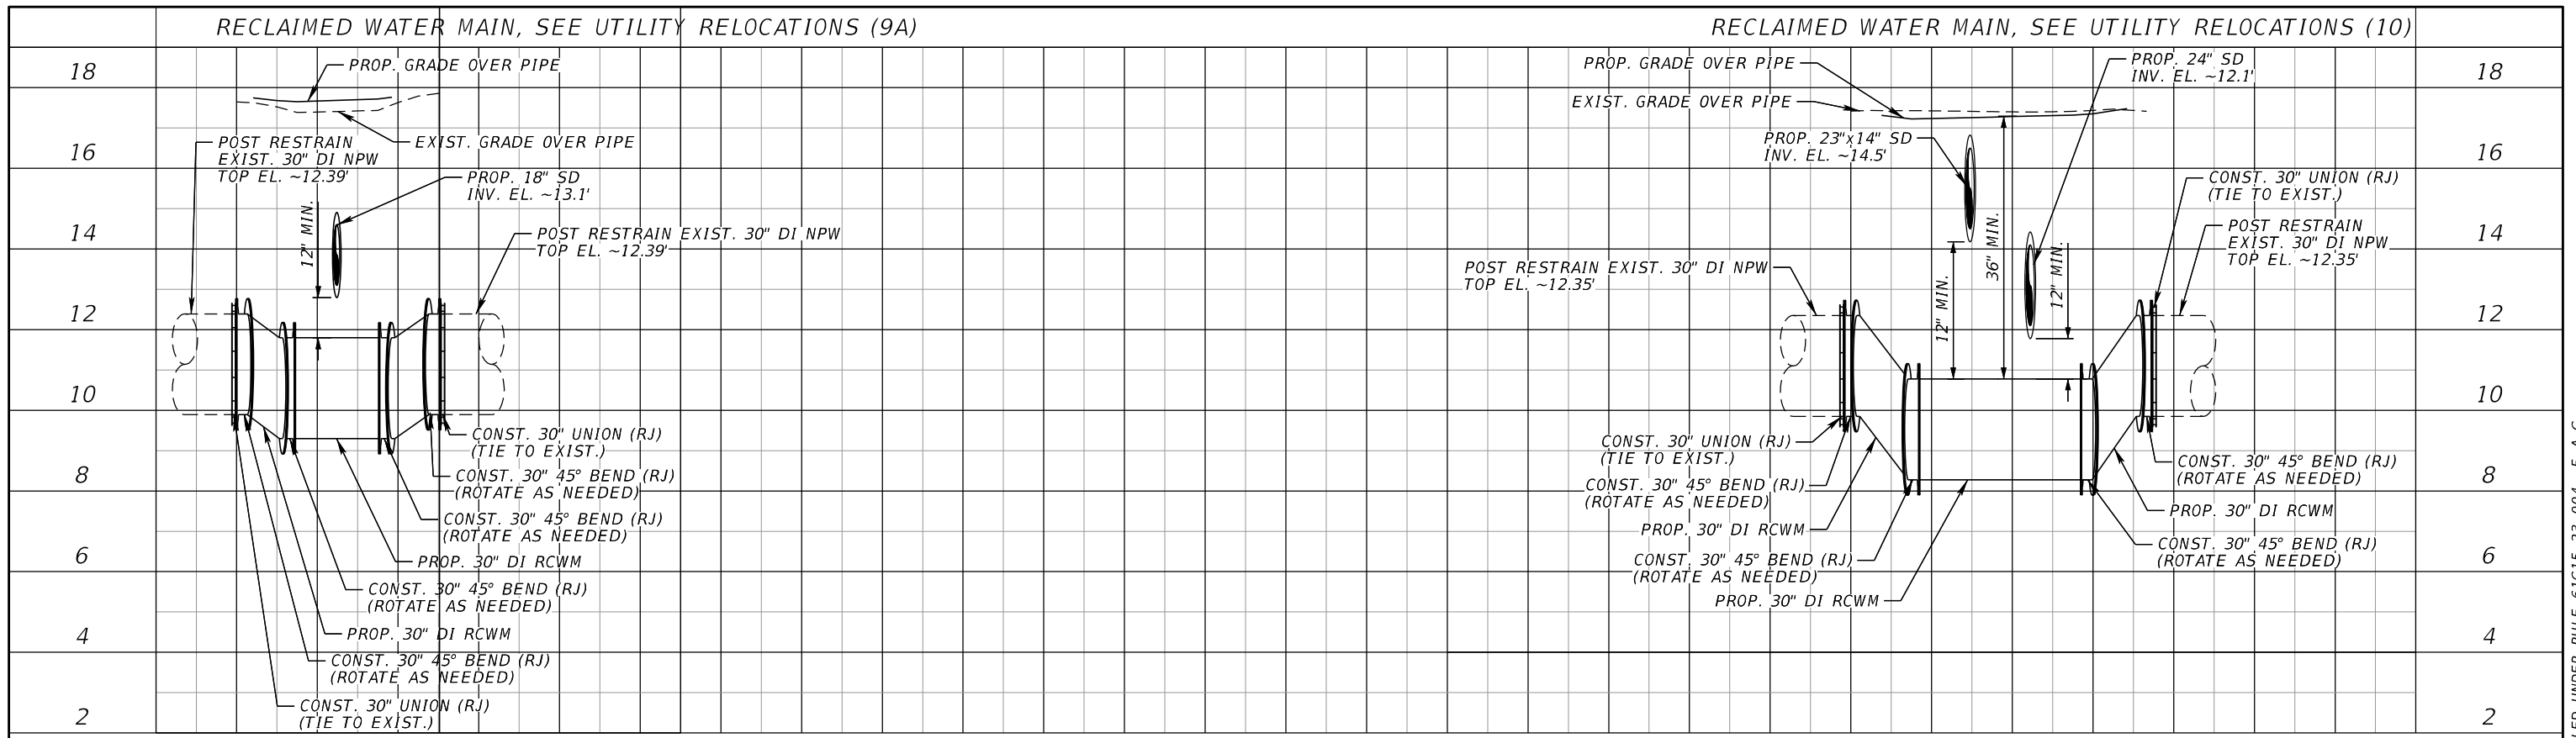 RECLAIMED WATER MAIN, SEE UTILITY RELOCATIONS (9A)
RECLAIMED WATER MAIN, SEE UTILITY RELOCATIONS (10)
18
16
14
12
10
8
6
4
2
PROP. GRADE OVER PIPE
EXIST. GRADE OVER PIPE
POST RESTRAIN
EXIST. 30" DI NPW
TOP EL. ~12.39'
PROP. 18" SD
INV. EL. ~13.1'
12" MIN.
POST RESTRAIN EXIST. 30" DI NPW
TOP EL. ~12.39'
CONST. 30" UNION (RJ)
(TIE TO EXIST.)
CONST. 30" 45° BEND (RJ)
(ROTATE AS NEEDED)
CONST. 30" 45° BEND (RJ)
(ROTATE AS NEEDED)
PROP. 30" DI RCWM
CONST. 30" 45° BEND (RJ)
(ROTATE AS NEEDED)
PROP. 30" DI RCWM
CONST. 30" 45° BEND (RJ)
(ROTATE AS NEEDED)
CONST. 30" UNION (RJ)
(TIE TO EXIST.)
PROP. GRADE OVER PIPE
EXIST. GRADE OVER PIPE
PROP. 23"x14" SD
INV. EL. ~14.5'
PROP. 24" SD
INV. EL. ~12.1'
POST RESTRAIN EXIST. 30" DI NPW
TOP EL. ~12.35'
12" MIN.
36" MIN.
12" MIN.
CONST. 30" UNION (RJ)
(TIE TO EXIST.)
POST RESTRAIN
EXIST. 30" DI NPW
TOP EL. ~12.35'
CONST. 30" UNION (RJ)
(TIE TO EXIST.)
CONST. 30" 45° BEND (RJ)
(ROTATE AS NEEDED)
PROP. 30" DI RCWM
CONST. 30" 45° BEND (RJ)
(ROTATE AS NEEDED)
PROP. 30" DI RCWM
CONST. 30" 45° BEND (RJ)
(ROTATE AS NEEDED)
PROP. 30" DI RCWM
CONST. 30" 45° BEND (RJ)
(ROTATE AS NEEDED)
18
16
14
12
10
8
6
4
2